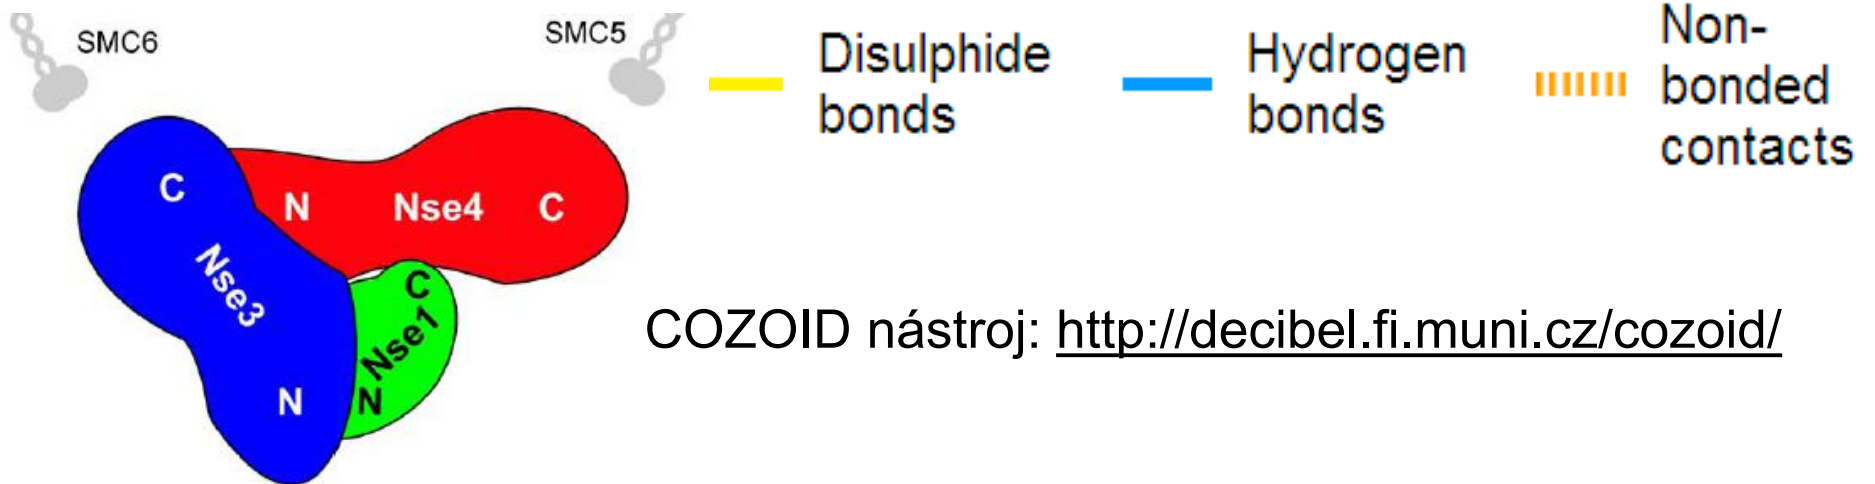 SMC6
SMC5
C
N
Nse4
C
Nse3
N
C
Nse1
N
Disulphide
bonds
Hydrogen
bonds
Non-
bonded
contacts
COZOID nástroj: http://decibel.fi.muni.cz/cozoid/